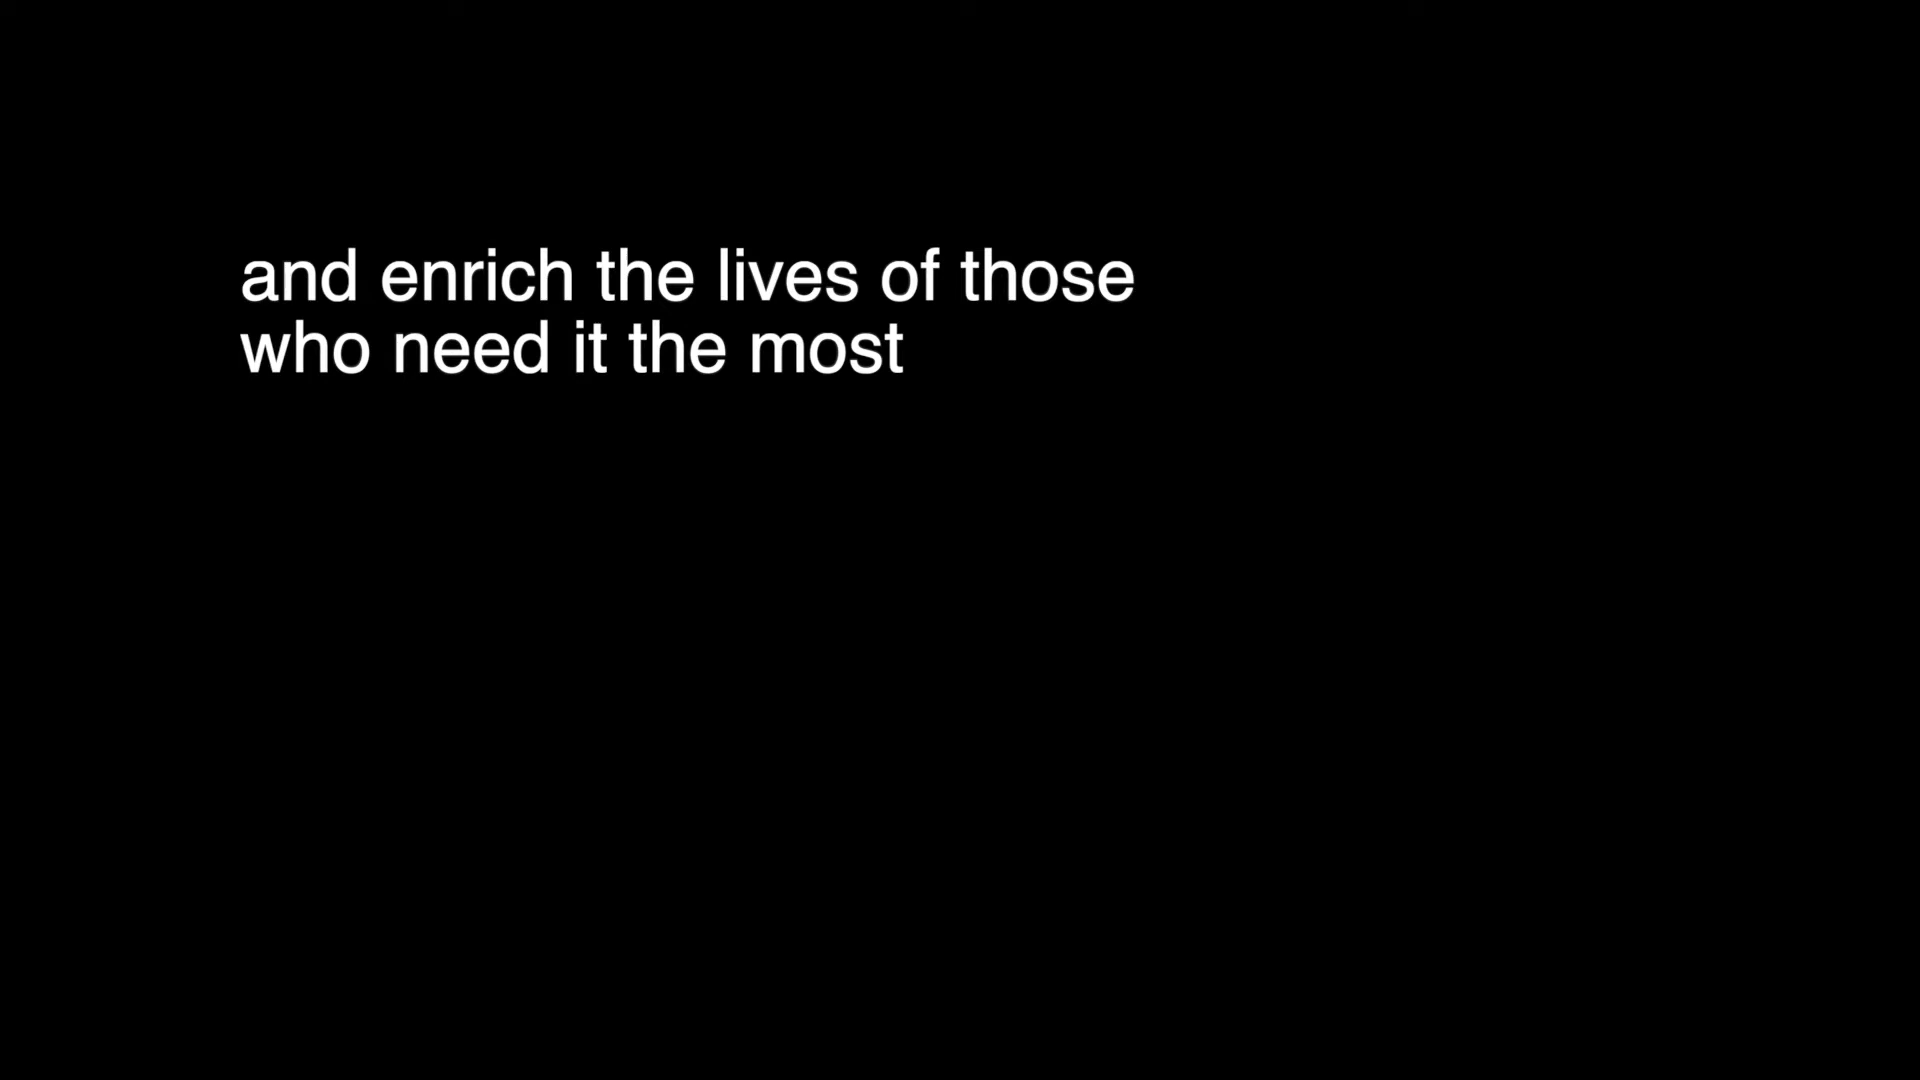 and enrich the lives of those
who need it the most